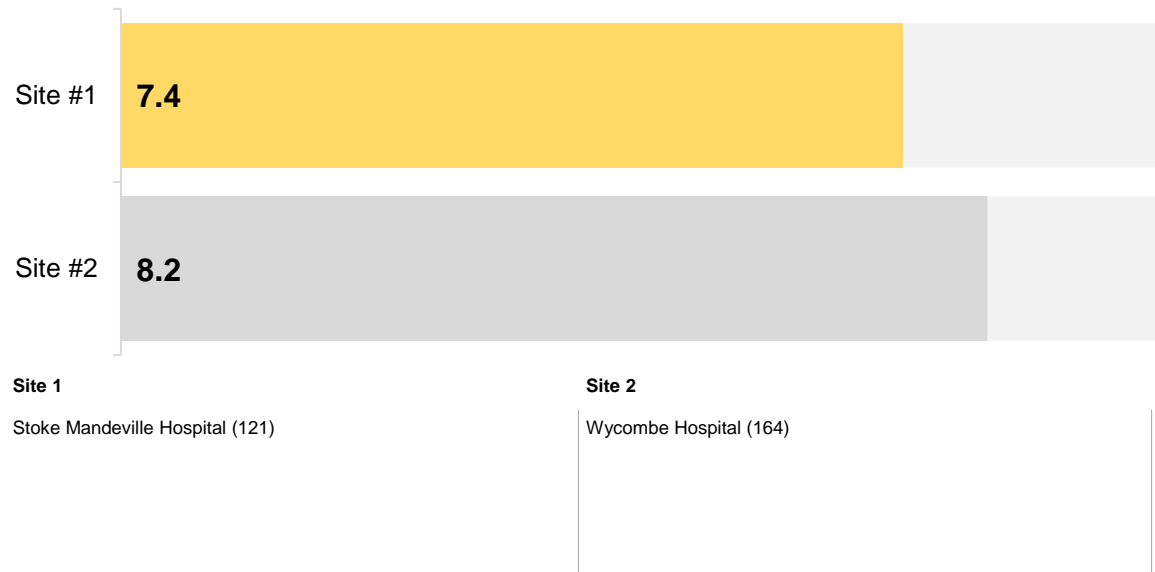 Site #1
7.4
Site #2
8.2
Site 1
Site 2
Stoke Mandeville Hospital (121)
Wycombe Hospital (164)